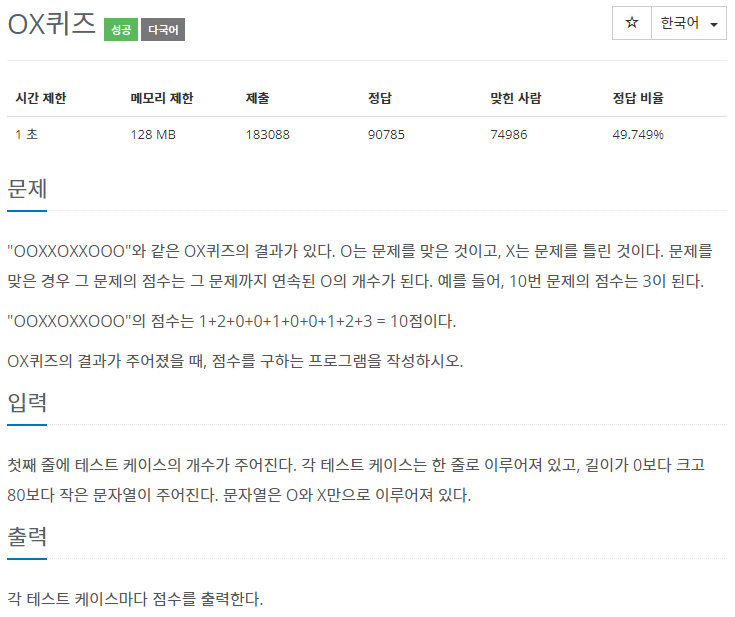 OX퀴즈 성공 다국어
☆ 한국어
시간 제한 메모리 제한 제출 정답 맞힌 사람 정답 비율
1 초 128 MB 183088 90785 74986 49.749%
문제
"OOXXOXXOOO"와 같은 OX퀴즈의 결과가 있다. O는 문제를 맞은 것이고, X는 문제를 틀린 것이다. 문제를
맞은 경우 그 문제의 점수는 그 문제까지 연속된 O의 개수가 된다. 예를 들어, 10번 문제의 점수는 3이 된다.
"OOXXOXXOOO"의 점수는 1+2+0+0+1+0+0+1+2+3 = 10점이다.
OX퀴즈의 결과가 주어졌을 때, 점수를 구하는 프로그램을 작성하시오.
입력
첫째 줄에 테스트 케이스의 개수가 주어진다. 각 테스트 케이스는 한 줄로 이루어져 있고, 길이가 0보다 크고
80보다 작은 문자열이 주어진다. 문자열은 O와 X만으로 이루어져 있다.
출력
각 테스트 케이스마다 점수를 출력한다.